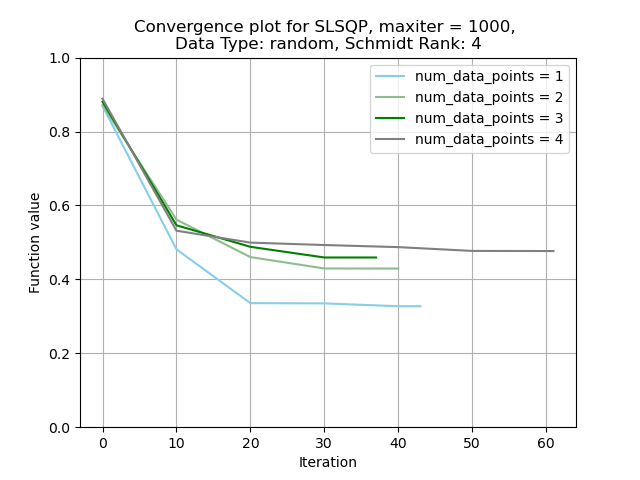 Convergence plot for SLSQP, maxiter = 1000,
Data Type: random, Schmidt Rank: 4
num_data_points = 1
num_data_points = 2
num_data_points = 3
num_data_points = 4
Function value
1.0
0.8
0.6
0.4
0.2
0.0
0 10 20 30 40 50 60
Iteration